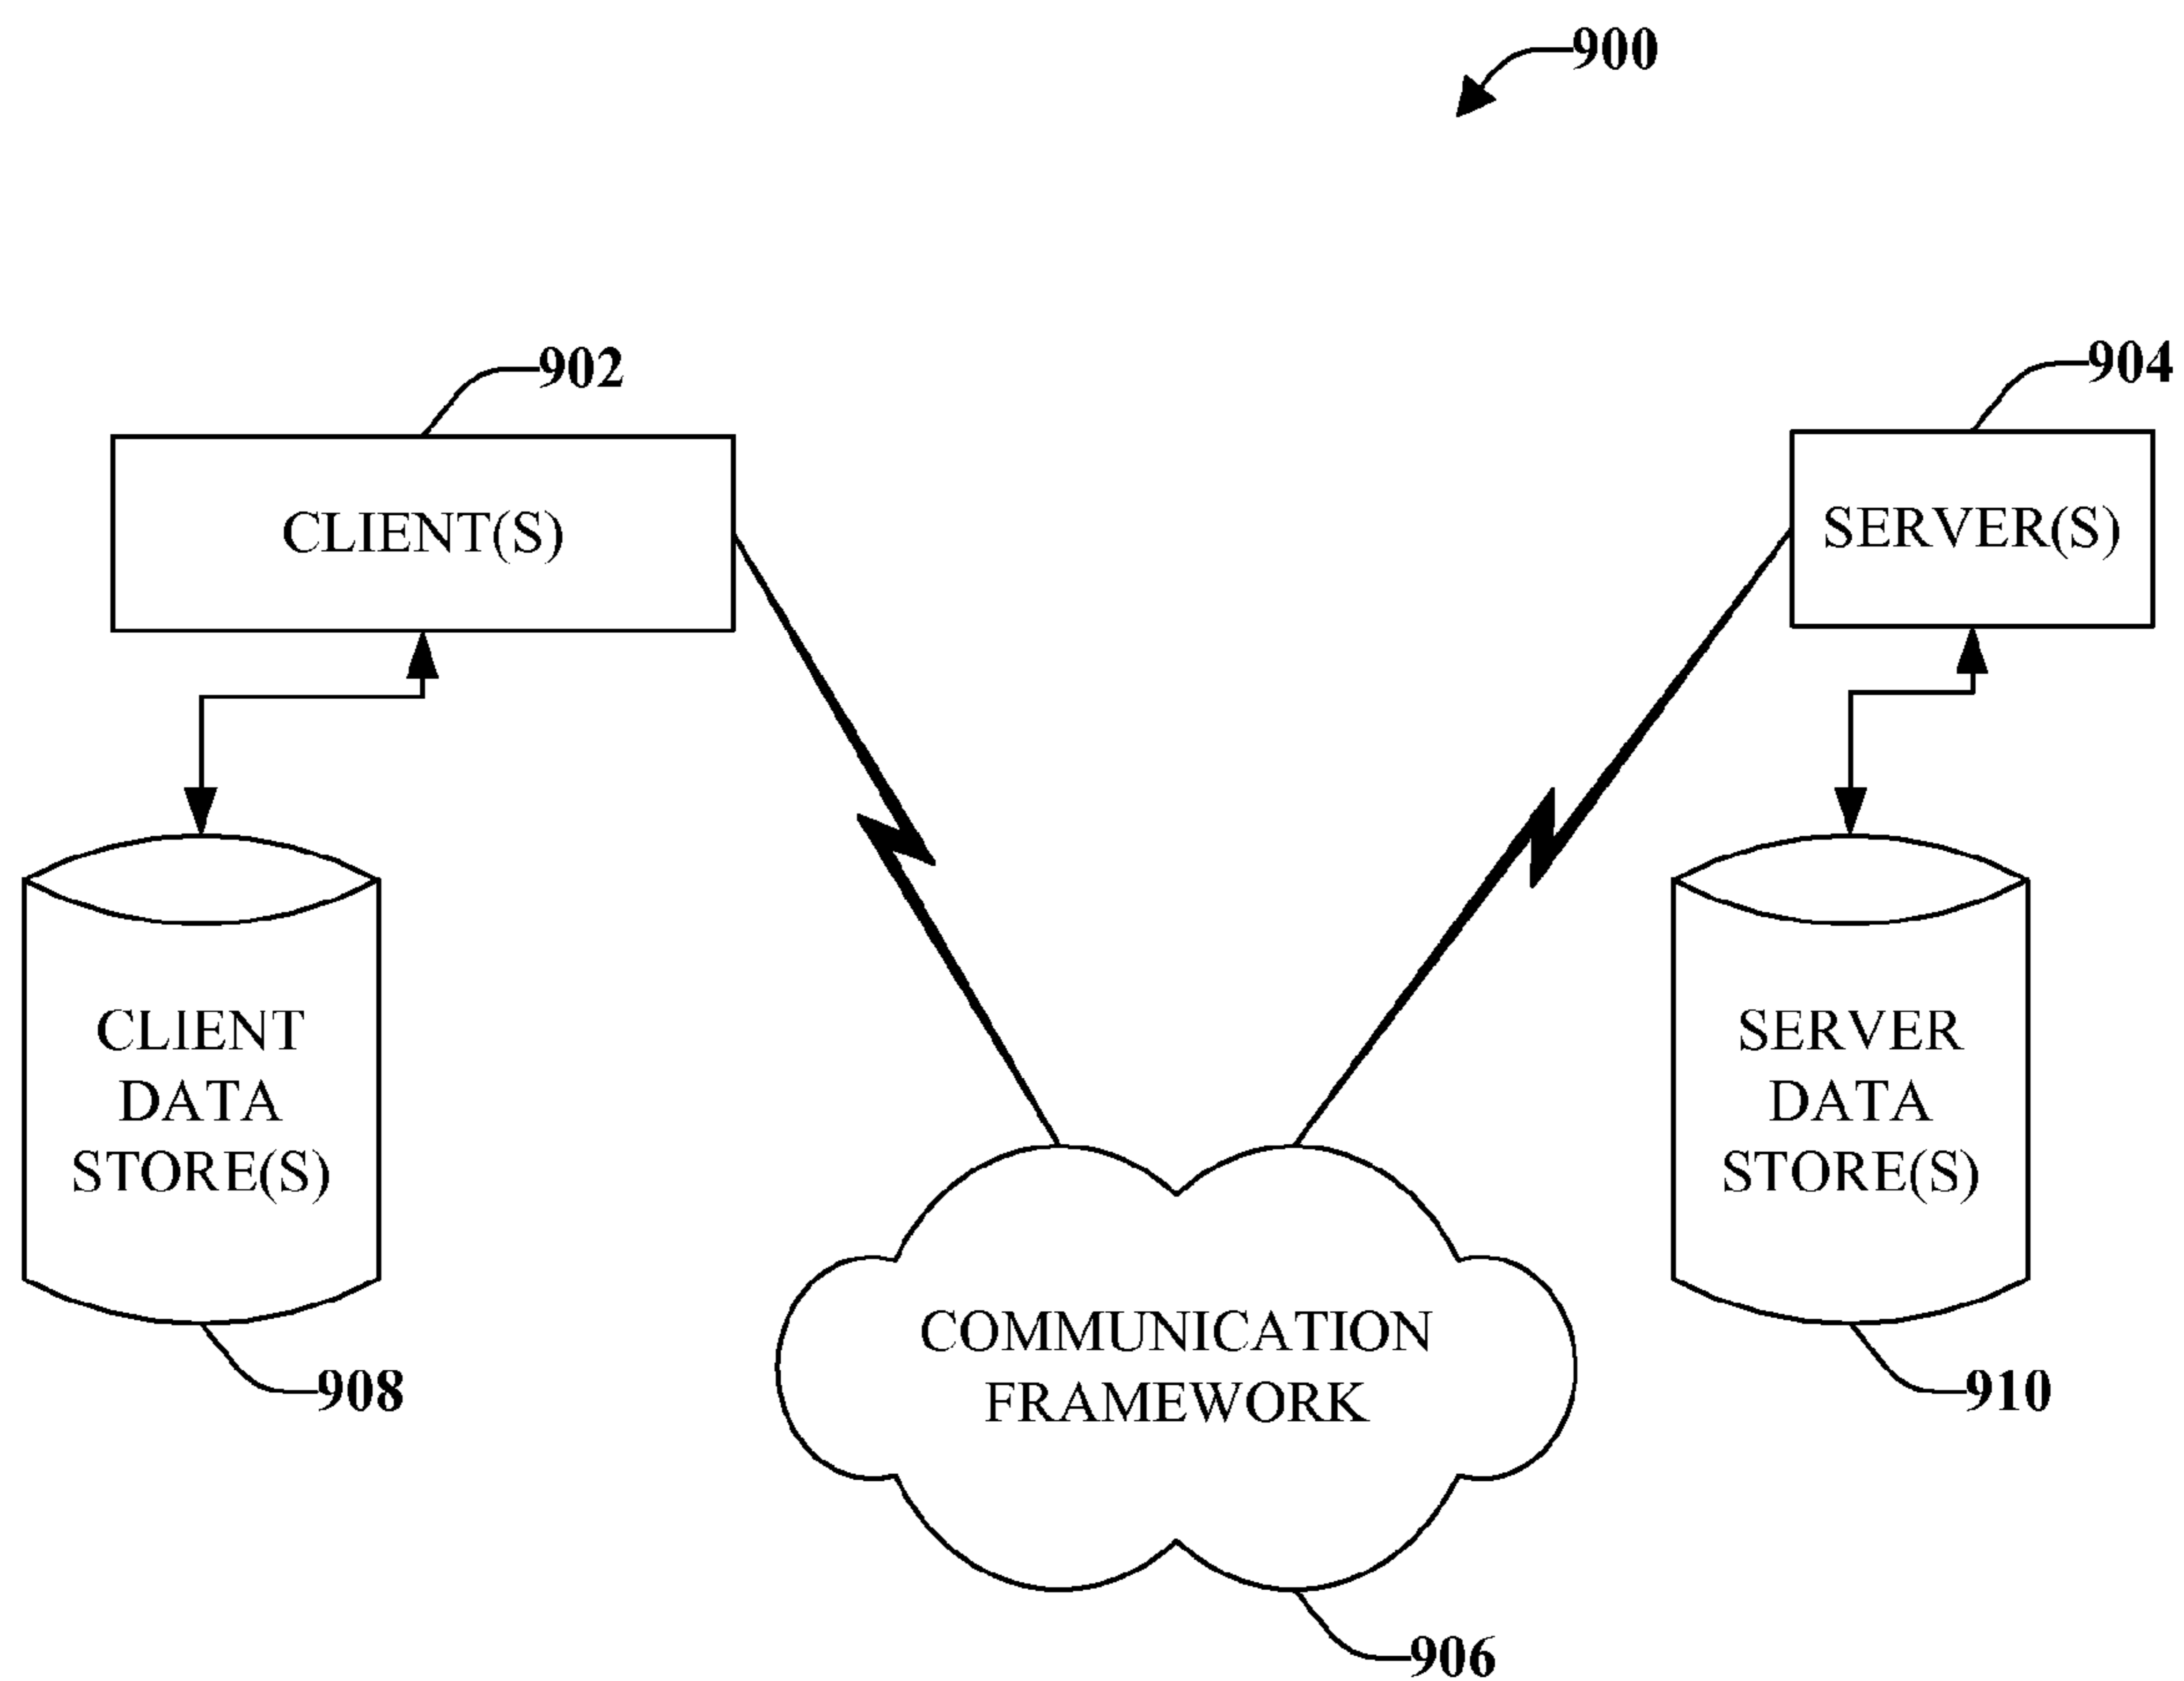 900
902
904
CLIENT(S)
SERVER(S)
CLIENT
DATA
STORE(S)
SERVER
DATA
STORE(S)
COMMUNICATION
FRAMEWORK
908
910
906